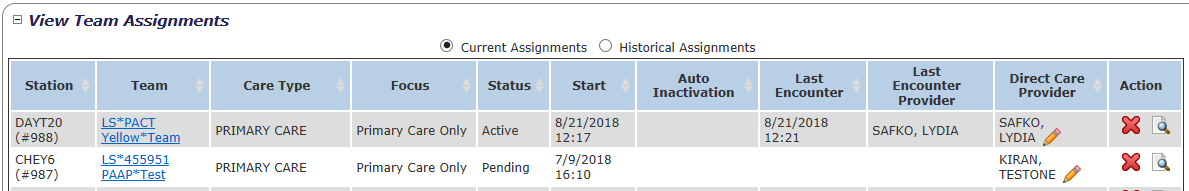 View Team Assignments
Current Assignments Historical Assignments
Station Team Care Type Focus Status Start Auto Inactivation Last Encounter Last Encounter Provider Direct Care Provider Action
DAYT20 (#988) LS*PACT Yellow*Team PRIMARY CARE Primary Care Only Active 8/21/2018 12:17 8/21/2018 12:21 SAFKO, LYDIA SAFKO, LYDIA
CHEY6 (#987) LS*455951 PAAP*Test PRIMARY CARE Primary Care Only Pending 7/9/2018 16:10 KIRAN, TESTONE